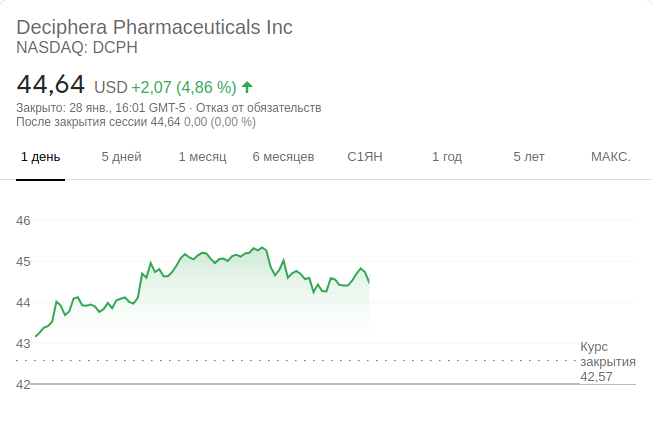 Deciphera Pharmaceuticals Inc
NASDAQ: DCPH
44,64 USD +2,07 (4,86 %)
Закрыто: 28 янв., 16:01 GMT-5 · Отказ от обязательств
После закрытия сессии 44,64 0,00 (0,00 %)
1 день 5 дней 1 месяц 6 месяцев С1ЯН 1 год 5 лет МАКС.
46
45
44
43
42
Курс
закрытия
42,57